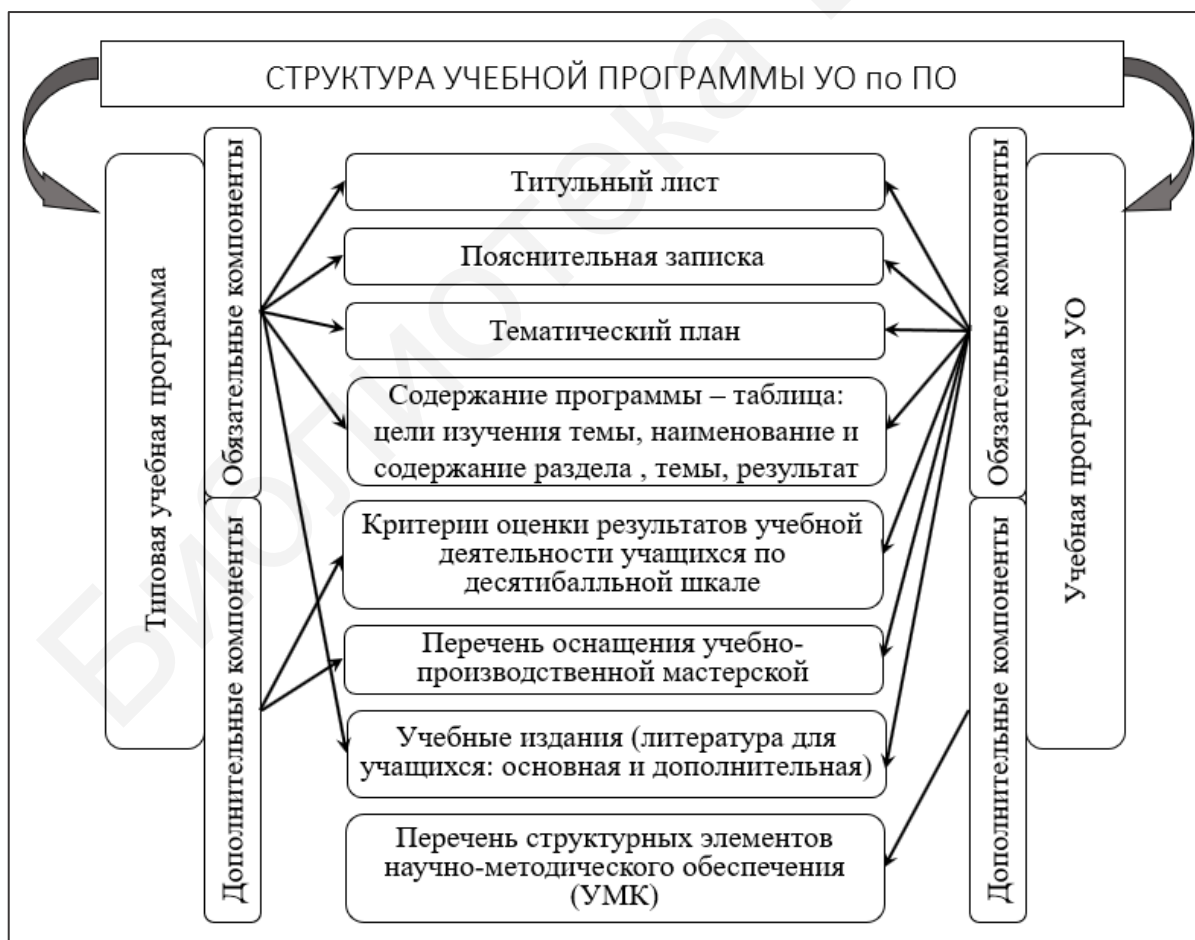 СТРУКТУРА УЧЕБНОЙ ПРОГРАММЫ УО по ПО
Типовая учебная программа
Обязательные компоненты
Дополнительные компоненты
Титульный лист
Пояснительная записка
Тематический план
Содержание программы – таблица:
цели изучения темы, наименование и
содержание раздела , темы, результат
Критерии оценки результатов учебной
деятельности учащихся по
десятибалльной шкале
Перечень оснащения учебно-
производственной мастерской
Учебные издания (литература для
учащихся: основная и дополнительная)
Перечень структурных элементов
научно-методического обеспечения
(УМК)
Обязательные компоненты
Дополнительные компоненты
Учебная программа УО
Библиотека